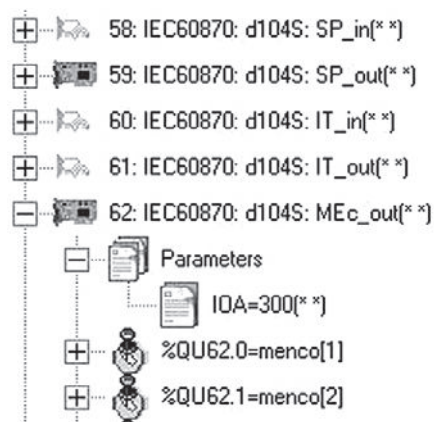 58: IEC60870: d104S: SP_in(* *)
59: IEC60870: d104S: SP_out(* *)
60: IEC60870: d104S: IT_in(* *)
61: IEC60870: d104S: IT_out(* *)
62: IEC60870: d104S: MEc_out(* *)
Parameters
IOA=300(* *)
%QU62.0=menco[1]
%QU62.1=menco[2]